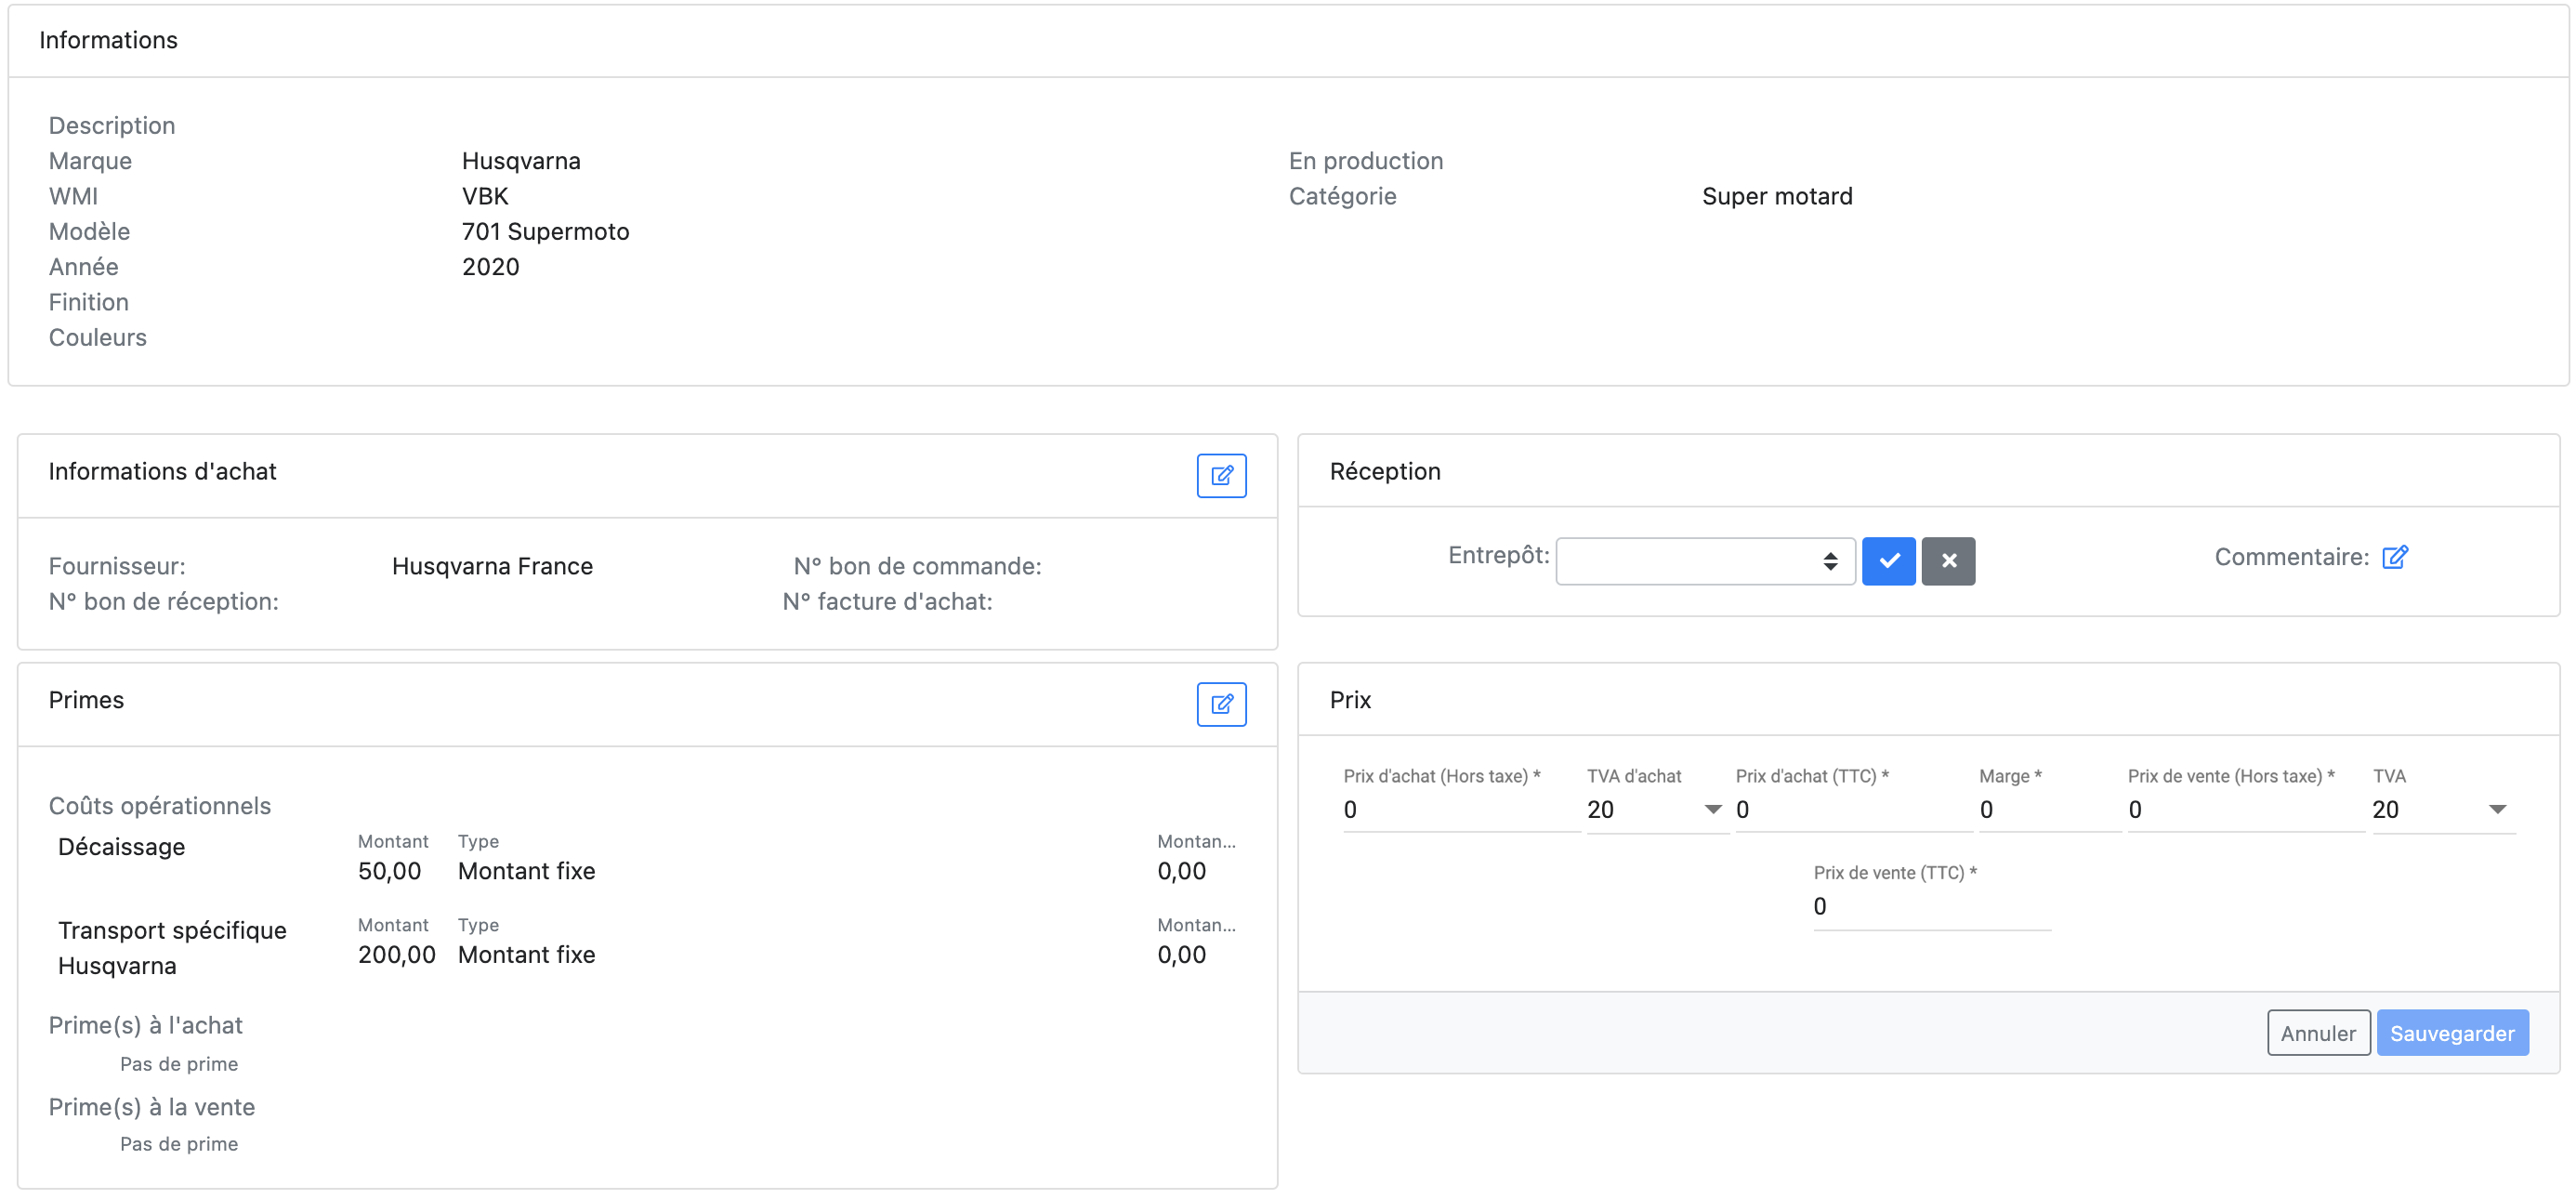 Informations
Description
Marque Husqvarna En production
WMI VBK Catégorie Super motard
Modèle 701 Supermoto
Année 2020
Finition
Couleurs
Informations d'achat
Fournisseur: Husqvarna France N° bon de commande:
N° bon de réception: N° facture d'achat:
Réception
Entrepôt: Commentaire:
Primes
Coûts opérationnels
Décaissage Montant Type Montan...
50,00 Montant fixe 0,00
Transport spécifique Montant Type Montan...
Husqvarna 200,00 Montant fixe 0,00
Prime(s) à l'achat
Pas de prime
Prime(s) à la vente
Pas de prime
Prix
Prix d'achat (Hors taxe) * TVA d'achat Prix d'achat (TTC) * Marge * Prix de vente (Hors taxe) * TVA
0 20 0 0 0 20
Prix de vente (TTC) *
0
Annuler Sauvegarder